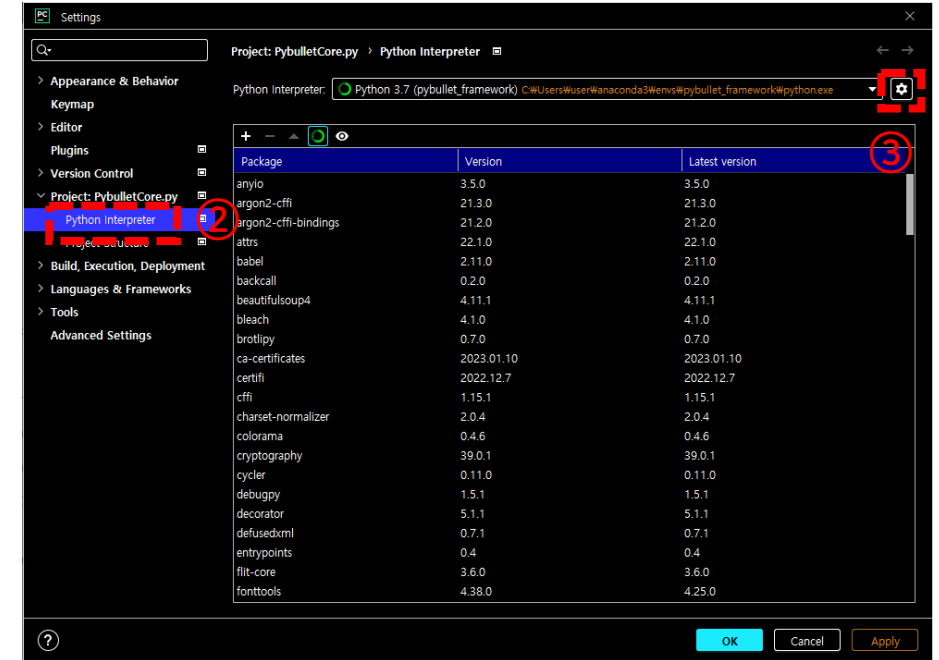 PC Settings
Project: PybulletCore.py > Python Interpreter
Appearance & Behavior
Keymap
Editor
Plugins
Version Control
Project: PybulletCore.py
Python Interpreter
②
Project Structure
Build, Execution, Deployment
Languages & Frameworks
Tools
Advanced Settings
Python Interpreter: Python 3.7 (pybullet_framework) C:₩Users₩user₩anaconda3₩envs₩pybullet_framework₩python.exe
③
Package Version Latest version
anyio 3.5.0 3.5.0
argon2-cffi 21.3.0 21.3.0
argon2-cffi-bindings 21.2.0 21.2.0
attrs 22.1.0 22.1.0
babel 2.11.0 2.11.0
backcall 0.2.0 0.2.0
beautifulsoup4 4.11.1 4.11.1
bleach 4.1.0 4.1.0
brotlipy 0.7.0 0.7.0
ca-certificates 2023.01.10 2023.01.10
certifi 2022.12.7 2022.12.7
cffi 1.15.1 1.15.1
charset-normalizer 2.0.4 2.0.4
colorama 0.4.6 0.4.6
cryptography 39.0.1 39.0.1
cycler 0.11.0 0.11.0
debugpy 1.5.1 1.5.1
decorator 5.1.1 5.1.1
defusedxml 0.7.1 0.7.1
entrypoints 0.4 0.4
flit-core 3.6.0 3.6.0
fonttools 4.38.0 4.25.0
? OK Cancel Apply